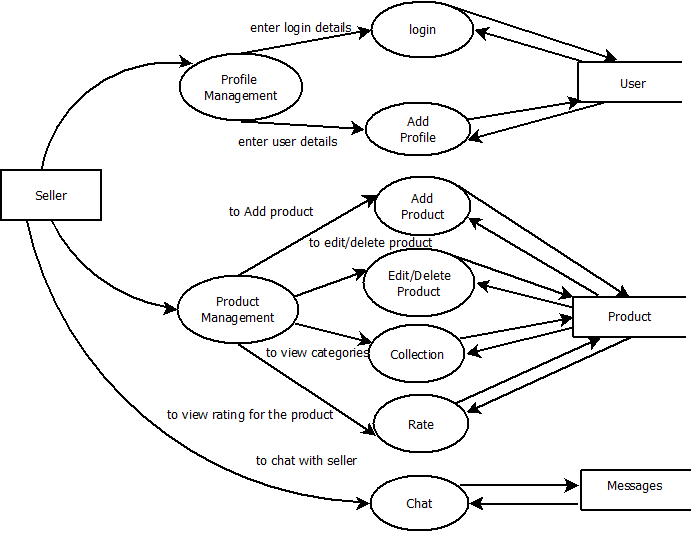 enter login details
login
Profile
Management
User
enter user details
Add
Profile
Seller
to Add product
Add
Product
to edit/delete product
Edit/Delete
Product
Product
Management
Product
to view categories
Collection
to view rating for the product
Rate
to chat with seller
Chat
Messages